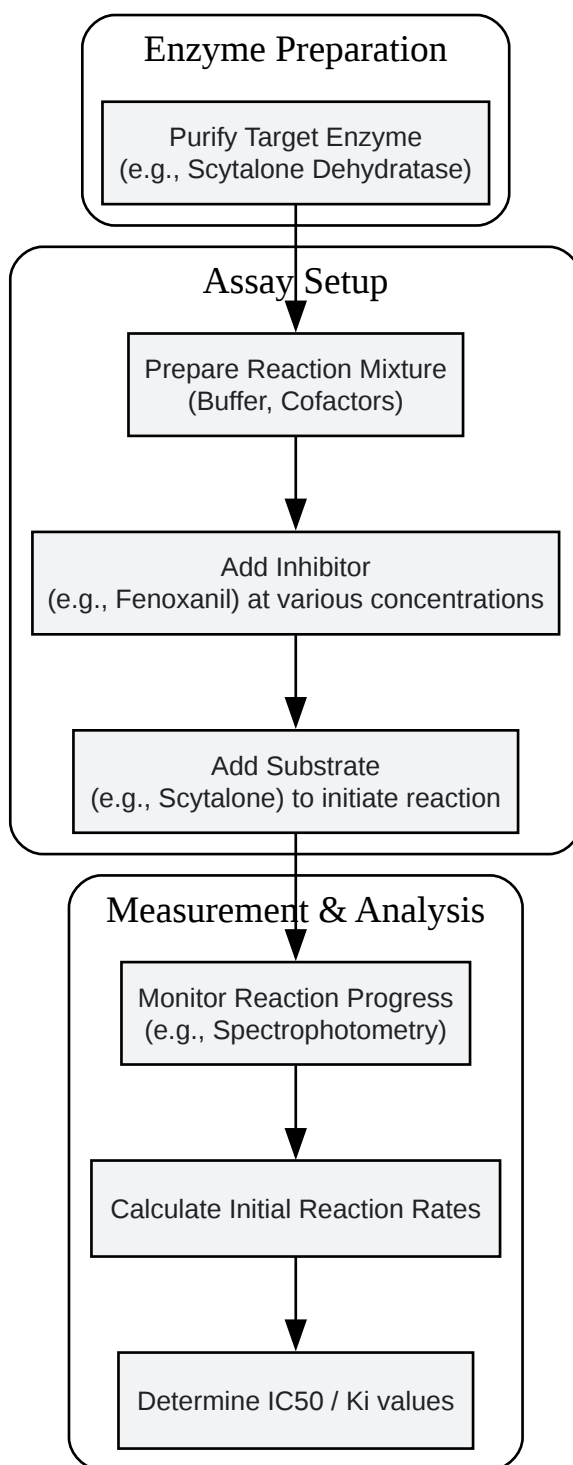 Enzyme Preparation
Purify Target Enzyme
(e.g., Scytalone Dehydratase)
Assay Setup
Prepare Reaction Mixture
(Buffer, Cofactors)
Add Inhibitor
(e.g., Fenoxanil) at various concentrations
Add Substrate
(e.g., Scytalone) to initiate reaction
Measurement & Analysis
Monitor Reaction Progress
(e.g., Spectrophotometry)
Calculate Initial Reaction Rates
Determine IC50 / Ki values